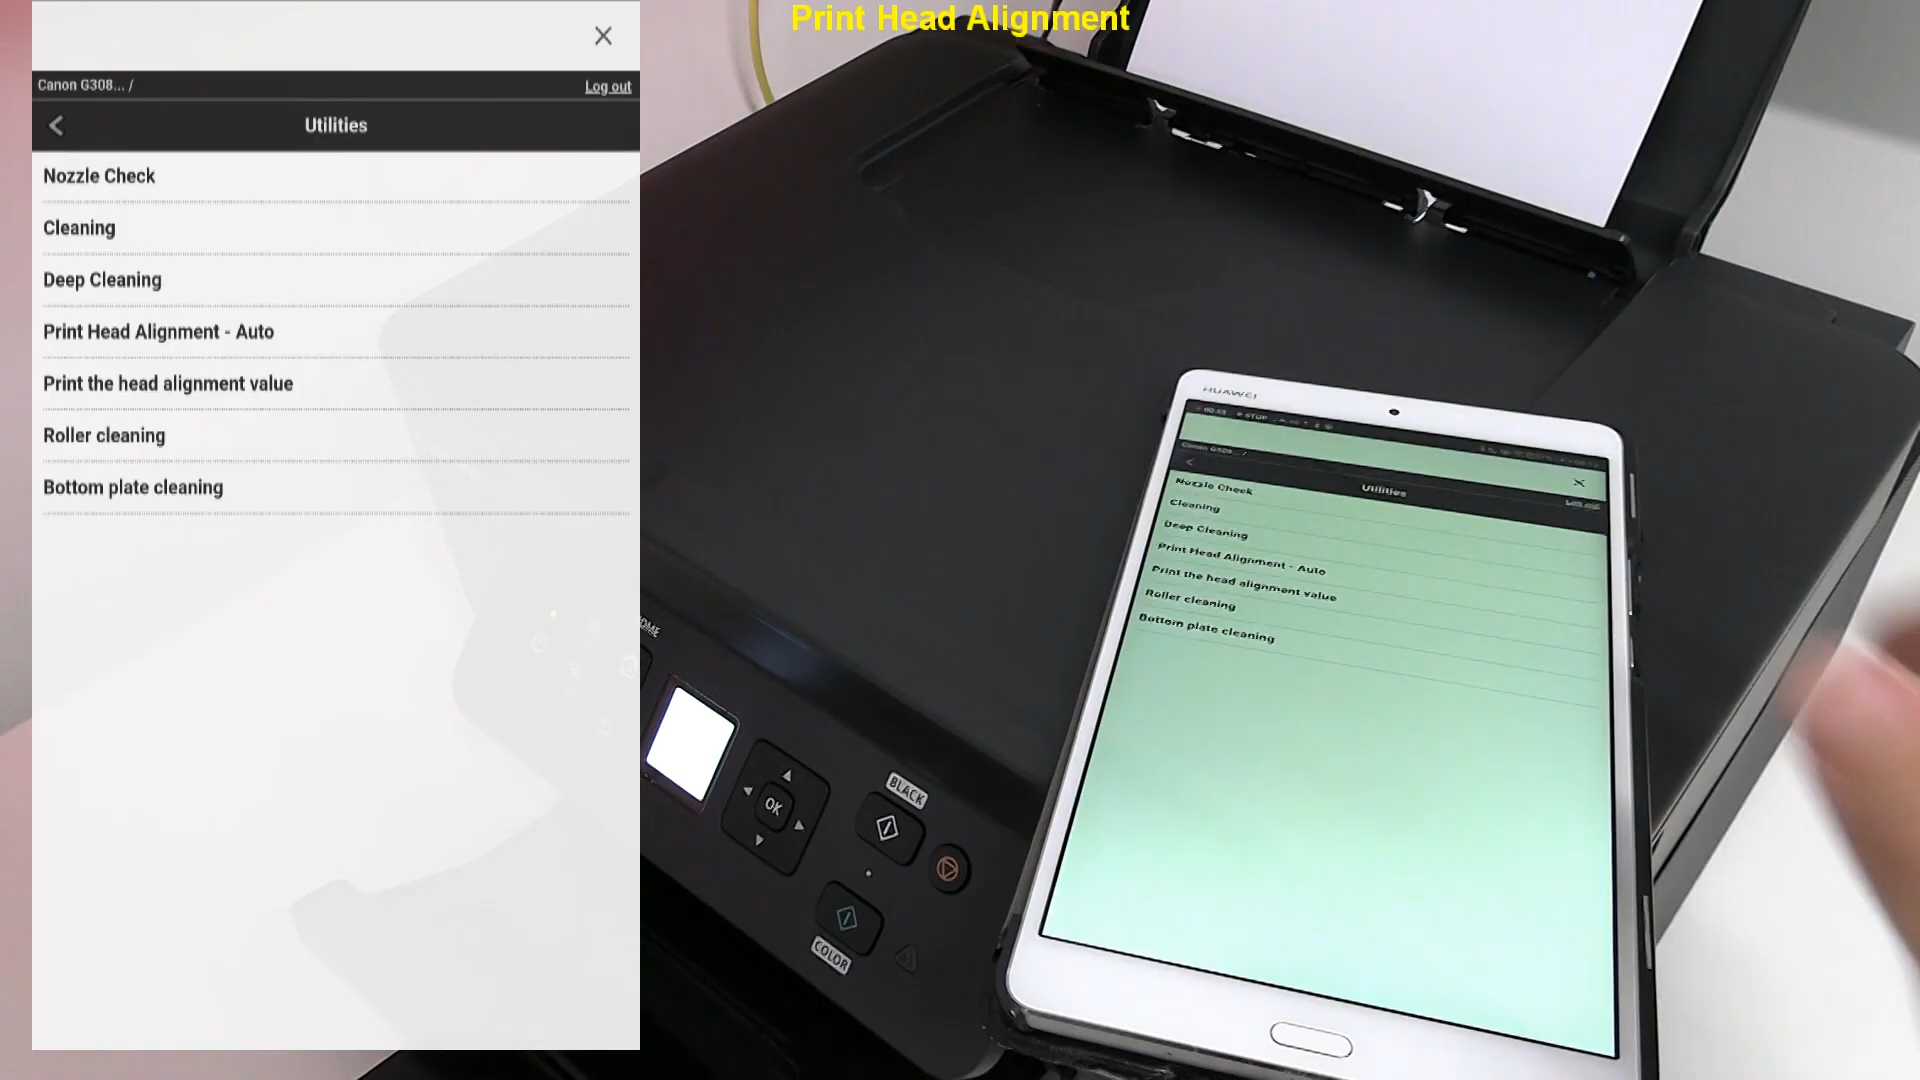 Print Head Alignment
Canon G308... /
Log out
Utilities
Nozzle Check
Cleaning
Deep Cleaning
Print Head Alignment - Auto
Print the head alignment value
Roller cleaning
Bottom plate cleaning
HUAWEI
Utilities
Nozzle Check
Cleaning
Deep Cleaning
Print Head Alignment - Auto
Print the head alignment value
Roller cleaning
Bottom plate cleaning
OK
BLACK
COLOR